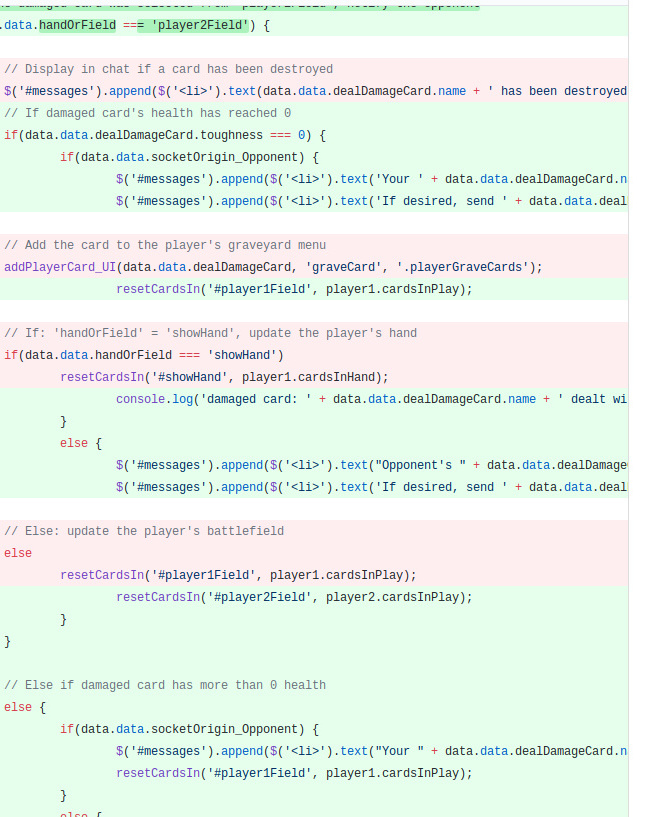 .data.handOrField === 'player2Field') {
// Display in chat if a card has been destroyed
$('#messages').append($('<li>').text(data.data.dealDamageCard.name + ' has been destroyed
// If damaged card's health has reached 0
if(data.data.dealDamageCard.toughness === 0) {
if(data.data.socketOrigin_Opponent) {
$('#messages').append($('<li>').text('Your ' + data.data.dealDamageCard.n
$('#messages').append($('<li>').text('If desired, send ' + data.data.deal
// Add the card to the player's graveyard menu
addPlayerCard_UI(data.data.dealDamageCard, 'graveCard', '.playerGraveCards');
resetCardsIn('#player1Field', player1.cardsInPlay);
// If: 'handOrField' = 'showHand', update the player's hand
if(data.data.handOrField === 'showHand')
resetCardsIn('#showHand', player1.cardsInHand);
console.log('damaged card: ' + data.data.dealDamageCard.name + ' dealt wi
}
else {
$('#messages').append($('<li>').text("Opponent's " + data.data.dealDamage
$('#messages').append($('<li>').text('If desired, send ' + data.data.deal
// Else: update the player's battlefield
else
resetCardsIn('#player1Field', player1.cardsInPlay);
resetCardsIn('#player2Field', player2.cardsInPlay);
}
}
// Else if damaged card has more than 0 health
else {
if(data.data.socketOrigin_Opponent) {
$('#messages').append($('<li>').text("Your " + data.data.dealDamageCard.n
resetCardsIn('#player1Field', player1.cardsInPlay);
}
else {